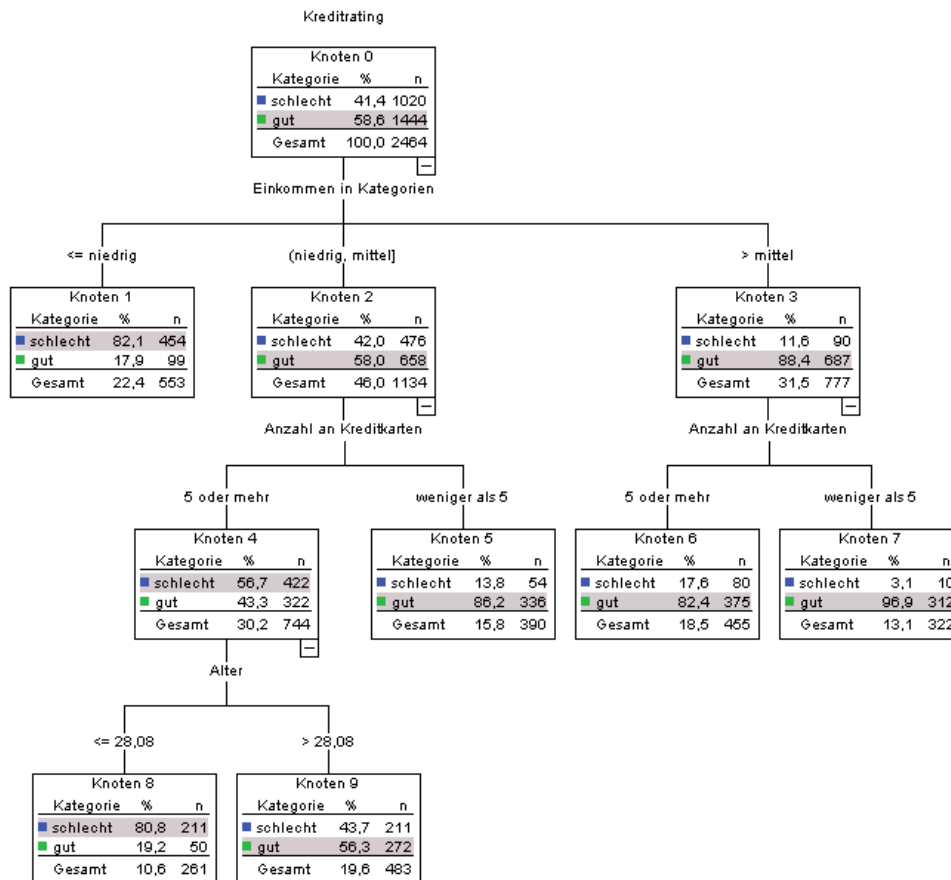 Kreditrating
Knoten 0
Kategorie % n
schlecht 41,4 1020
gut 58,6 1444
Gesamt 100,0 2464
Einkommen in Kategorien
<= niedrig
(niedrig, mittel]
> mittel
Knoten 1
Kategorie % n
schlecht 82,1 454
gut 17,9 99
Gesamt 22,4 553
Knoten 2
Kategorie % n
schlecht 42,0 476
gut 58,0 658
Gesamt 46,0 1134
Knoten 3
Kategorie % n
schlecht 11,6 90
gut 88,4 687
Gesamt 31,5 777
Anzahl an Kreditkarten
Anzahl an Kreditkarten
5 oder mehr
weniger als 5
5 oder mehr
weniger als 5
Knoten 4
Kategorie % n
schlecht 56,7 422
gut 43,3 322
Gesamt 30,2 744
Knoten 5
Kategorie % n
schlecht 13,8 54
gut 86,2 336
Gesamt 15,8 390
Knoten 6
Kategorie % n
schlecht 17,6 80
gut 82,4 375
Gesamt 18,5 455
Knoten 7
Kategorie % n
schlecht 3,1 10
gut 96,9 312
Gesamt 13,1 322
Alter
<= 28,08
> 28,08
Knoten 8
Kategorie % n
schlecht 80,8 211
gut 19,2 50
Gesamt 10,6 261
Knoten 9
Kategorie % n
schlecht 43,7 211
gut 56,3 272
Gesamt 19,6 483